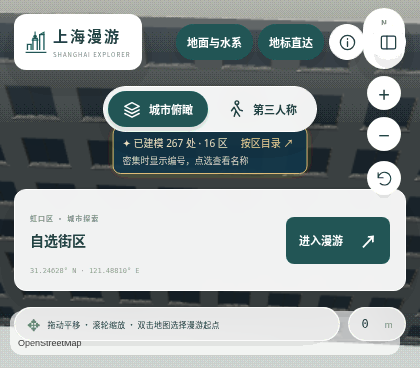 上海漫游
SHANGHAI EXPLORER
地面与水系
地标直达
N
城市俯瞰
第三人称
✦ 已建模 267 处 · 16 区 按区目录 ↗
密集时显示编号，点选查看名称
虹口区 · 城市探索
自选街区
31.24628° N · 121.48810° E
进入漫游 ↗
拖动平移 · 滚轮缩放 · 双击地图选择漫游起点
0 m
OpenStreetMap